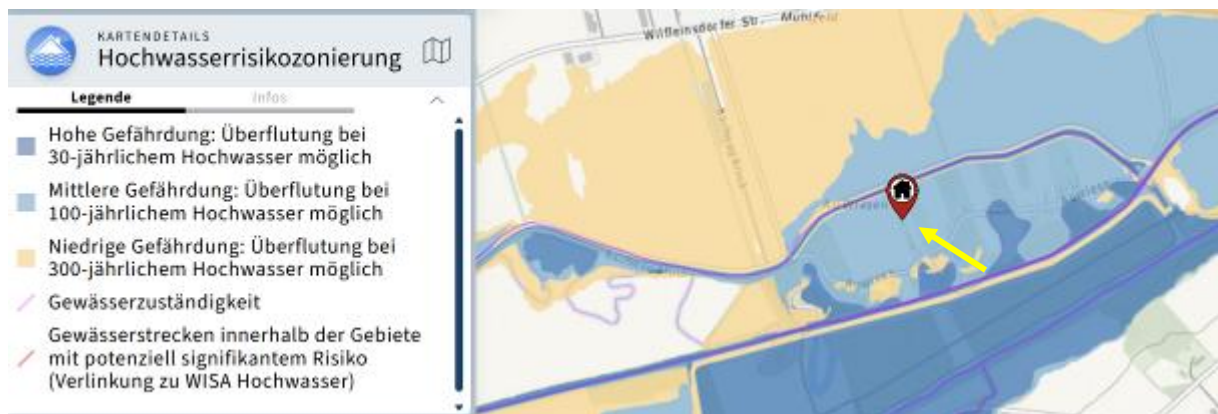 KARTENDETAILS
Hochwasserrisikozonierung
Legende
Infos
Hohe Gefährdung: Überflutung bei
30-jährlichem Hochwasser möglich
Mittlere Gefährdung: Überflutung bei
100-jährlichem Hochwasser möglich
Niedrige Gefährdung: Überflutung bei
300-jährlichem Hochwasser möglich
Gewässerzuständigkeit
Gewässerstrecken innerhalb der Gebiete
mit potenziell signifikantem Risiko
(Verlinkung zu WISA Hochwasser)
Wilfleinsdorfer Str.
Mühlfeld